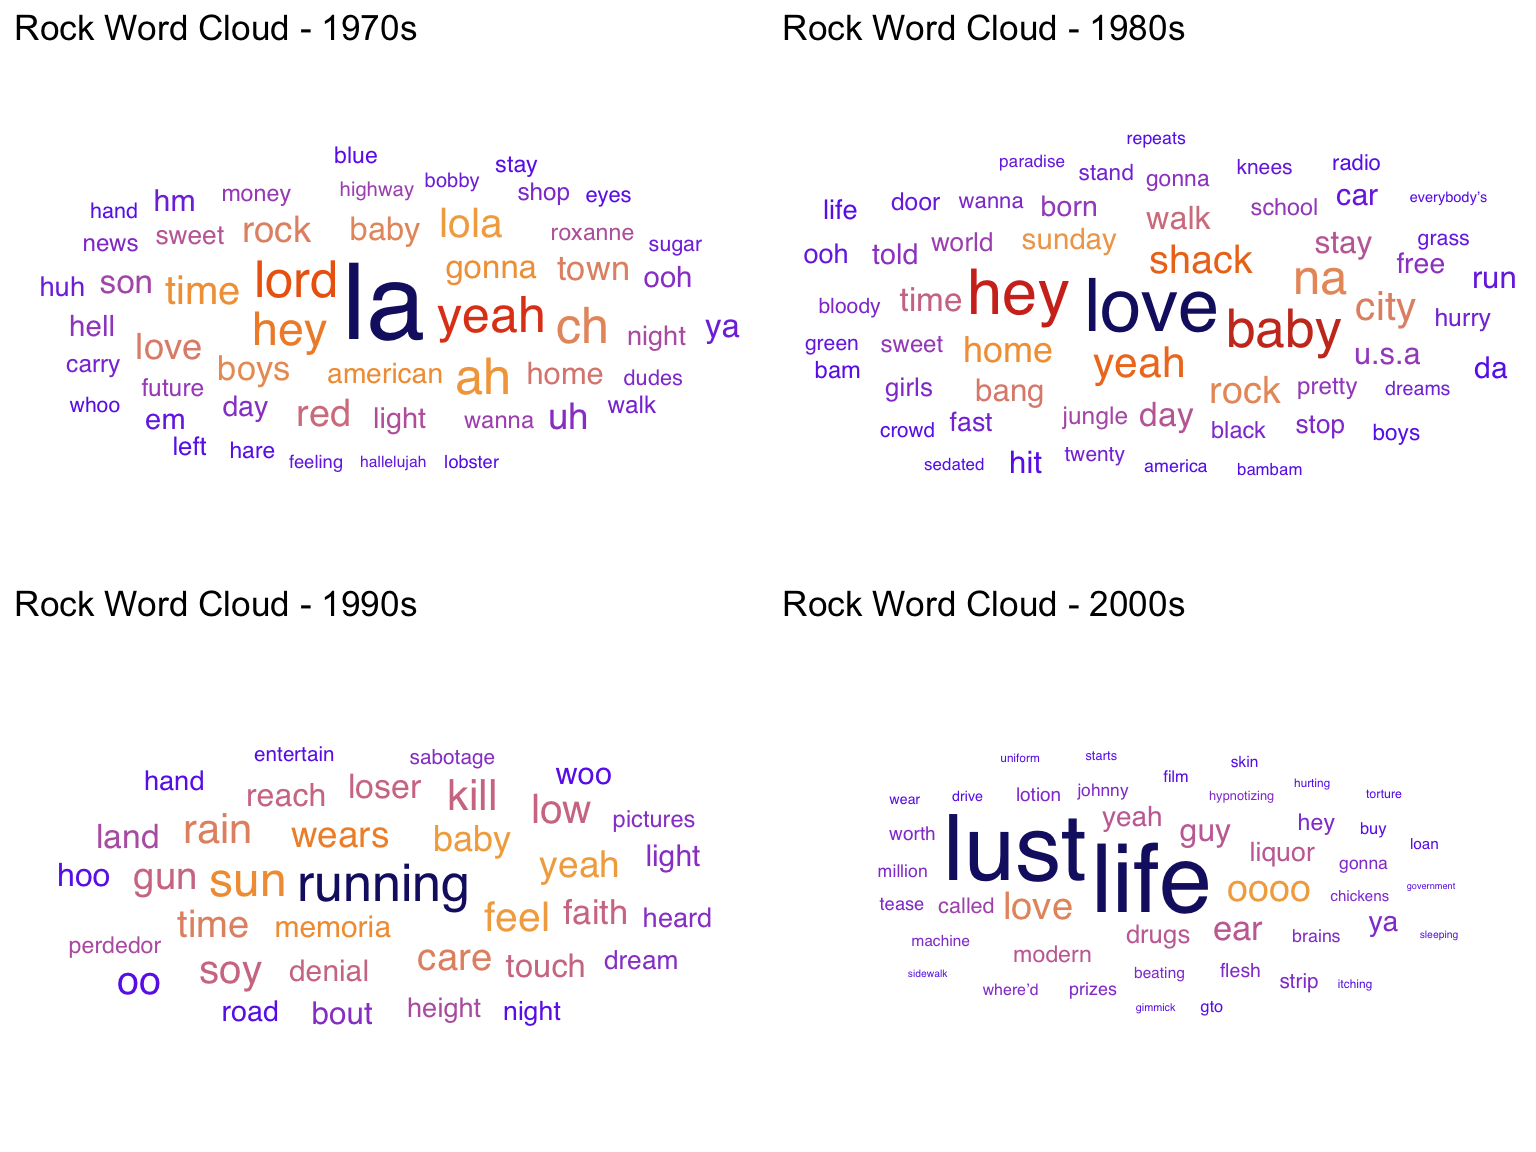 Rock Word Cloud - 1970s
blue
stay
bobby
highway
money
shop
eyes
hm
hand
lola
rock
baby
sweet
roxanne
news
sugar
gonna
town
lord
la
ooh
son
time
huh
yeah
ch
hey
hell
night
ya
love
carry
boys
american
ah
home
dudes
future
whoo
day
red
light
wanna
uh
walk
em
left
hare
feeling
hallelujah
lobster
Rock Word Cloud - 1980s
repeats
paradise
stand
gonna
knees
radio
life
door
wanna
born
walk
school
car
everybody's
ooh
told
world
sunday
shack
stay
grass
free
hey
love
na
run
bloody
time
baby
city
hurry
green
sweet
home
yeah
u.s.a
bam
girls
bang
rock
pretty
dreams
da
crowd
fast
jungle
day
black
stop
boys
sedated
hit
twenty
america
bambam
Rock Word Cloud - 1990s
entertain
sabotage
hand
woo
reach
loser
kill
low
pictures
land
rain
wears
baby
yeah
light
hoo
gun
sun
running
time
memoria
feel
faith
heard
perdedor
soy
denial
care
touch
dream
oo
road
bout
height
night
Rock Word Cloud - 2000s
uniform
starts
skin
film
hurting
wear
drive
lotion
johnny
hypnotizing
torture
worth
lust
yeah
guy
hey
buy
loan
liquor
million
life
gonna
oooo
chickens
government
tease
called
love
ya
machine
drugs
ear
brains
sleeping
modern
sidewalk
where'd
prizes
beating
flesh
strip
itching
gimmick
gto